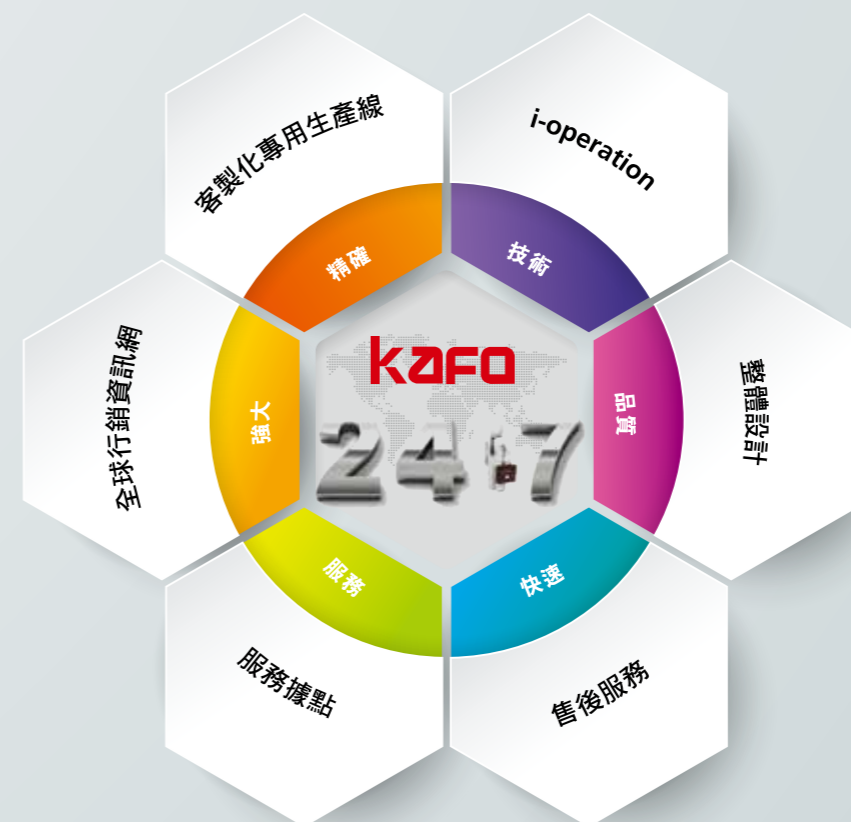 客製化專用生產線
i-operation
精確
技術
kafo
24
7
強大
品質
全球行銷資訊網
整體設計
服務
快速
服務據點
售後服務